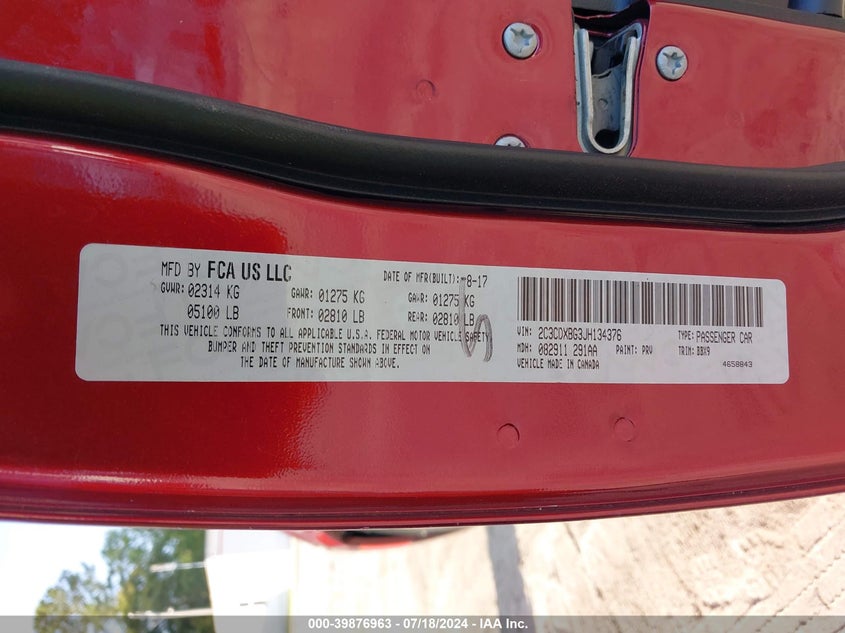 MFD BY FCA US LLC
DATE OF MFR(BUILT): 8-17
GVWR: 02314 KG GAWR: 01275 KG GAWR: 01275 KG
05100 LB FRONT: 02810 LB REAR: 02810 LB
THIS VEHICLE CONFORMS TO ALL APPLICABLE U.S.A. FEDERAL MOTOR VEHICLE SAFETY,
BUMPER AND THEFT PREVENTION STANDARDS IN EFFECT ON
THE DATE OF MANUFACTURE SHOWN ABOVE.
VIN: 2C3CDXBG3JH134376 TYPE: PASSENGER CAR
MDH: 082911 291AA PAINT: PRV TRIM: DBX9
VEHICLE MADE IN CANADA 4658843
000-39876963 - 07/18/2024 - IAA Inc.